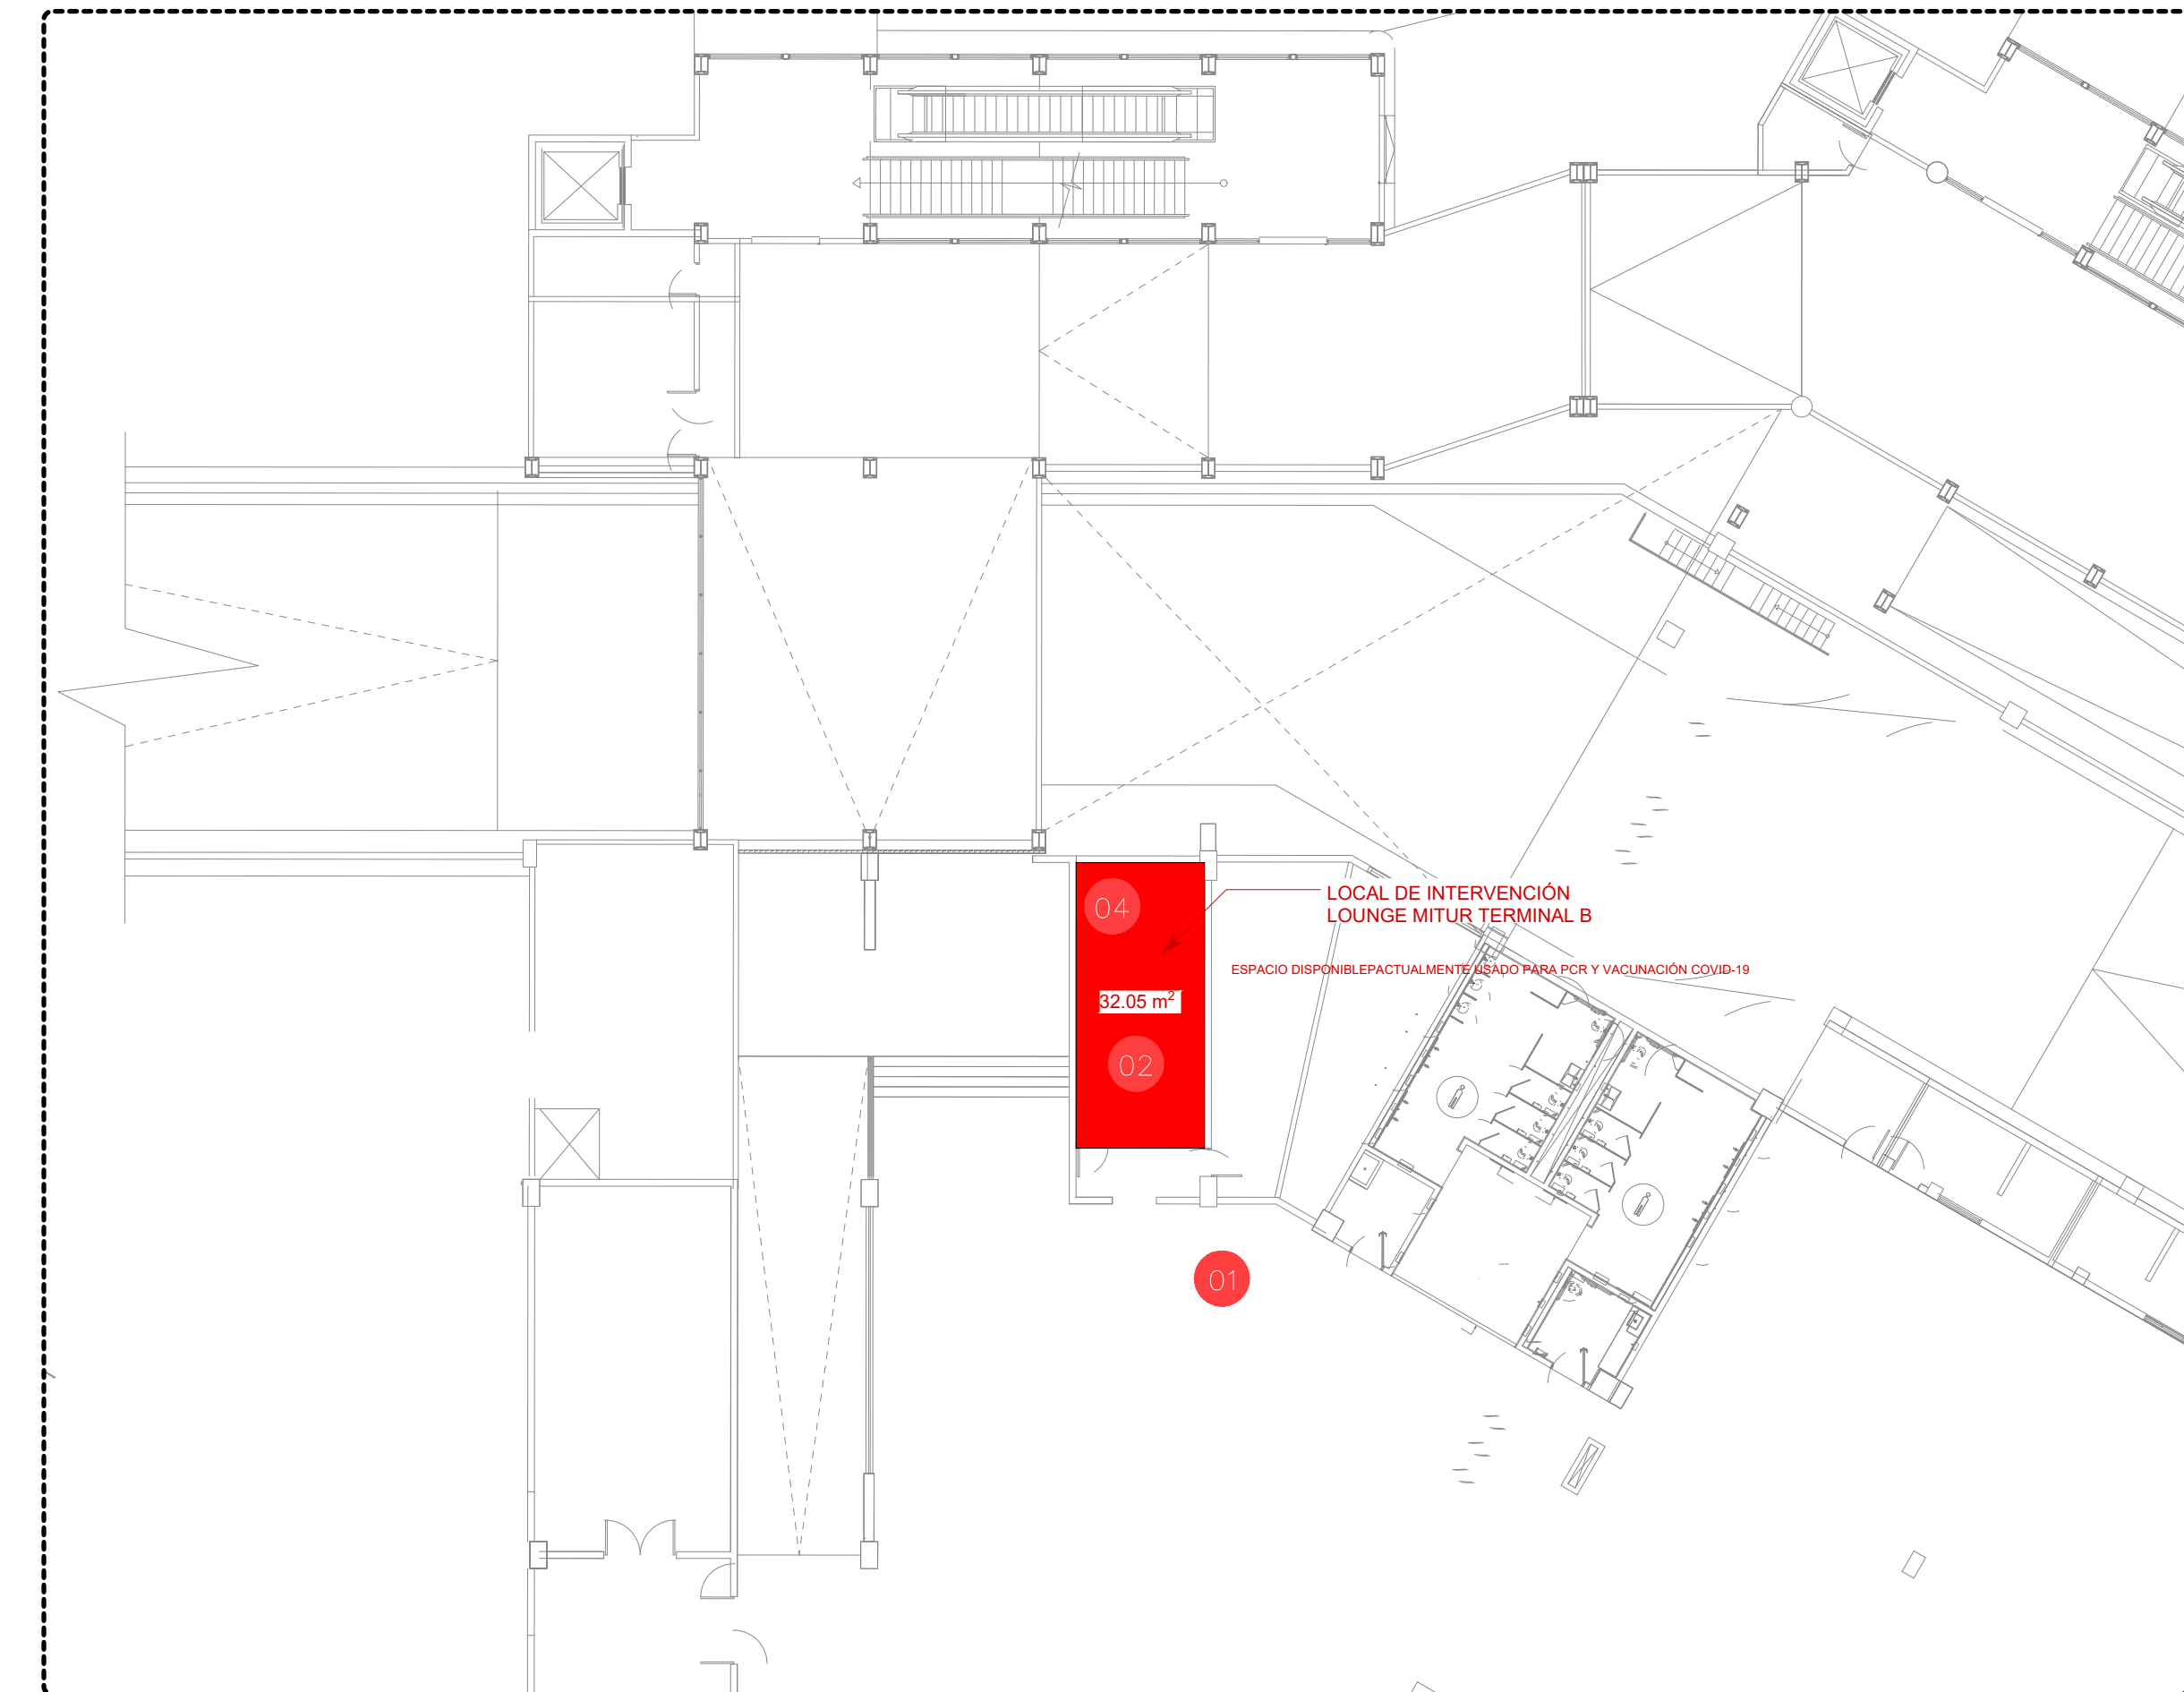 04
LOCAL DE INTERVENCIÓN
LOUNGE MITUR TERMINAL B
ESPACIO DISPONIBLEPACTUALMENTE USADO PARA PCR Y VACUNACIÓN COVID-19
32.05 m²
02
01